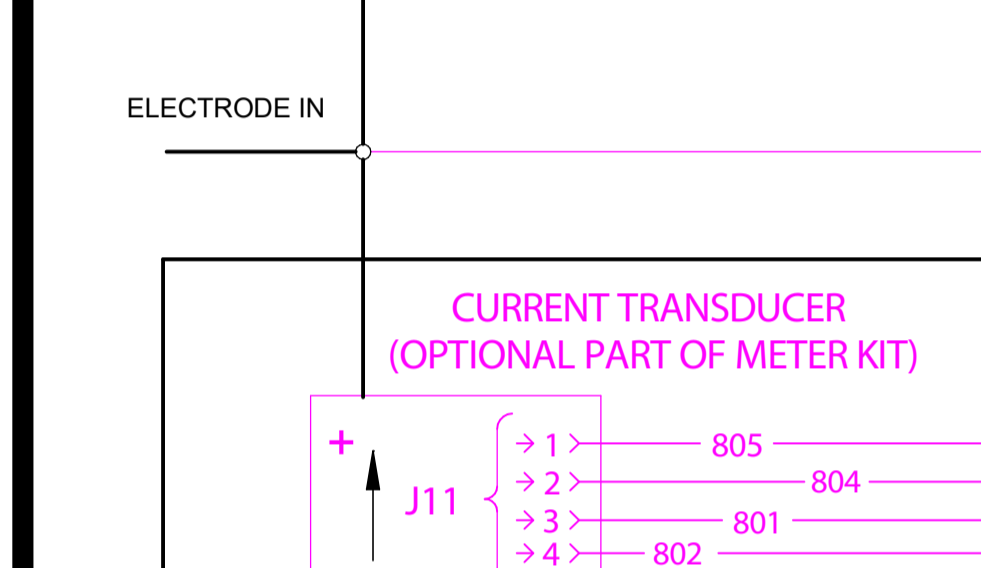 ELECTRODE IN
CURRENT TRANSDUCER
(OPTIONAL PART OF METER KIT)
+
1 805
J11
2 804
3 801
4 802